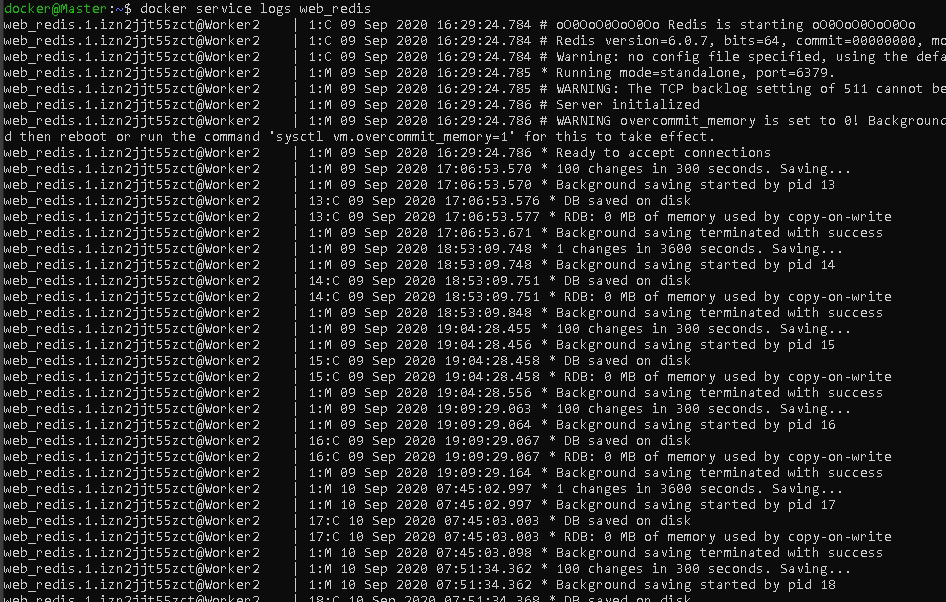 docker@Master:~$ docker service logs web_redis
web_redis.1.izn2jjt55zct@Worker2    | 1:C 09 Sep 2020 16:29:24.784 # oO0OoO0OoO0Oo Redis is starting oO0OoO0OoO0Oo
web_redis.1.izn2jjt55zct@Worker2    | 1:C 09 Sep 2020 16:29:24.784 # Redis version=6.0.7, bits=64, commit=00000000, mo
web_redis.1.izn2jjt55zct@Worker2    | 1:C 09 Sep 2020 16:29:24.784 # Warning: no config file specified, using the defa
web_redis.1.izn2jjt55zct@Worker2    | 1:M 09 Sep 2020 16:29:24.785 * Running mode=standalone, port=6379.
web_redis.1.izn2jjt55zct@Worker2    | 1:M 09 Sep 2020 16:29:24.785 # WARNING: The TCP backlog setting of 511 cannot be
web_redis.1.izn2jjt55zct@Worker2    | 1:M 09 Sep 2020 16:29:24.786 # Server initialized
web_redis.1.izn2jjt55zct@Worker2    | 1:M 09 Sep 2020 16:29:24.786 # WARNING overcommit_memory is set to 0! Background
d then reboot or run the command 'sysctl vm.overcommit_memory=1' for this to take effect.
web_redis.1.izn2jjt55zct@Worker2    | 1:M 09 Sep 2020 16:29:24.786 * Ready to accept connections
web_redis.1.izn2jjt55zct@Worker2    | 1:M 09 Sep 2020 17:06:53.570 * 100 changes in 300 seconds. Saving...
web_redis.1.izn2jjt55zct@Worker2    | 1:M 09 Sep 2020 17:06:53.570 * Background saving started by pid 13
web_redis.1.izn2jjt55zct@Worker2    | 13:C 09 Sep 2020 17:06:53.576 * DB saved on disk
web_redis.1.izn2jjt55zct@Worker2    | 13:C 09 Sep 2020 17:06:53.577 * RDB: 0 MB of memory used by copy-on-write
web_redis.1.izn2jjt55zct@Worker2    | 1:M 09 Sep 2020 17:06:53.671 * Background saving terminated with success
web_redis.1.izn2jjt55zct@Worker2    | 1:M 09 Sep 2020 18:53:09.748 * 1 changes in 3600 seconds. Saving...
web_redis.1.izn2jjt55zct@Worker2    | 1:M 09 Sep 2020 18:53:09.748 * Background saving started by pid 14
web_redis.1.izn2jjt55zct@Worker2    | 14:C 09 Sep 2020 18:53:09.751 * DB saved on disk
web_redis.1.izn2jjt55zct@Worker2    | 14:C 09 Sep 2020 18:53:09.751 * RDB: 0 MB of memory used by copy-on-write
web_redis.1.izn2jjt55zct@Worker2    | 1:M 09 Sep 2020 18:53:09.848 * Background saving terminated with success
web_redis.1.izn2jjt55zct@Worker2    | 1:M 09 Sep 2020 19:04:28.455 * 100 changes in 300 seconds. Saving...
web_redis.1.izn2jjt55zct@Worker2    | 1:M 09 Sep 2020 19:04:28.456 * Background saving started by pid 15
web_redis.1.izn2jjt55zct@Worker2    | 15:C 09 Sep 2020 19:04:28.458 * DB saved on disk
web_redis.1.izn2jjt55zct@Worker2    | 15:C 09 Sep 2020 19:04:28.458 * RDB: 0 MB of memory used by copy-on-write
web_redis.1.izn2jjt55zct@Worker2    | 1:M 09 Sep 2020 19:04:28.556 * Background saving terminated with success
web_redis.1.izn2jjt55zct@Worker2    | 1:M 09 Sep 2020 19:09:29.063 * 100 changes in 300 seconds. Saving...
web_redis.1.izn2jjt55zct@Worker2    | 1:M 09 Sep 2020 19:09:29.064 * Background saving started by pid 16
web_redis.1.izn2jjt55zct@Worker2    | 16:C 09 Sep 2020 19:09:29.067 * DB saved on disk
web_redis.1.izn2jjt55zct@Worker2    | 16:C 09 Sep 2020 19:09:29.067 * RDB: 0 MB of memory used by copy-on-write
web_redis.1.izn2jjt55zct@Worker2    | 1:M 09 Sep 2020 19:09:29.164 * Background saving terminated with success
web_redis.1.izn2jjt55zct@Worker2    | 1:M 10 Sep 2020 07:45:02.997 * 1 changes in 3600 seconds. Saving...
web_redis.1.izn2jjt55zct@Worker2    | 1:M 10 Sep 2020 07:45:02.997 * Background saving started by pid 17
web_redis.1.izn2jjt55zct@Worker2    | 17:C 10 Sep 2020 07:45:03.003 * DB saved on disk
web_redis.1.izn2jjt55zct@Worker2    | 17:C 10 Sep 2020 07:45:03.003 * RDB: 0 MB of memory used by copy-on-write
web_redis.1.izn2jjt55zct@Worker2    | 1:M 10 Sep 2020 07:45:03.098 * Background saving terminated with success
web_redis.1.izn2jjt55zct@Worker2    | 1:M 10 Sep 2020 07:51:34.362 * 100 changes in 300 seconds. Saving...
web_redis.1.izn2jjt55zct@Worker2    | 1:M 10 Sep 2020 07:51:34.362 * Background saving started by pid 18
web_redis.1.izn2jjt55zct@Worker2    | 18:C 10 Sep 2020 07:51:34.368 * DB saved on disk